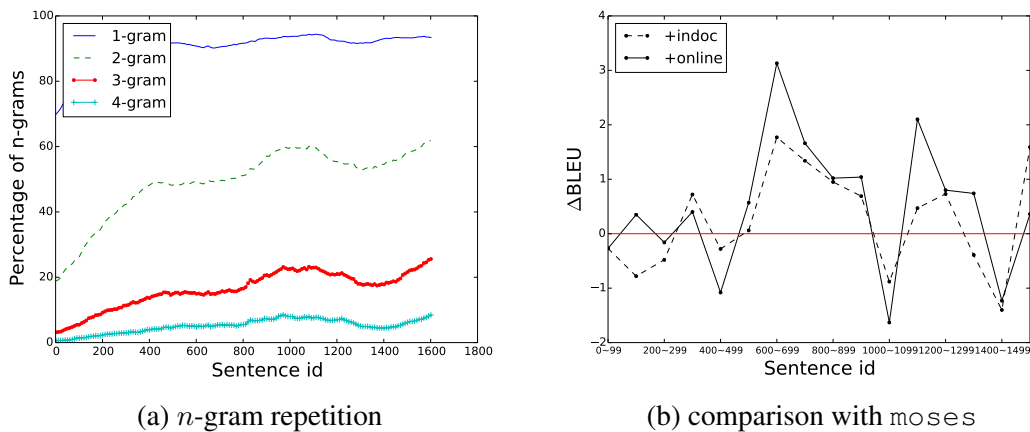 Percentage of n-grams
100
80
60
40
20
0
1-gram
2-gram
3-gram
4-gram
0 200 400 600 800 1000 1200 1400 1600 1800
Sentence id
(a) n-gram repetition
ΔBLEU
4
3
2
1
0
−1
−2
+indoc
+online
0~99 200~299 400~499 600~699 800~899 1000~1099 1200~1299 1400~1499
Sentence id
(b) comparison with moses